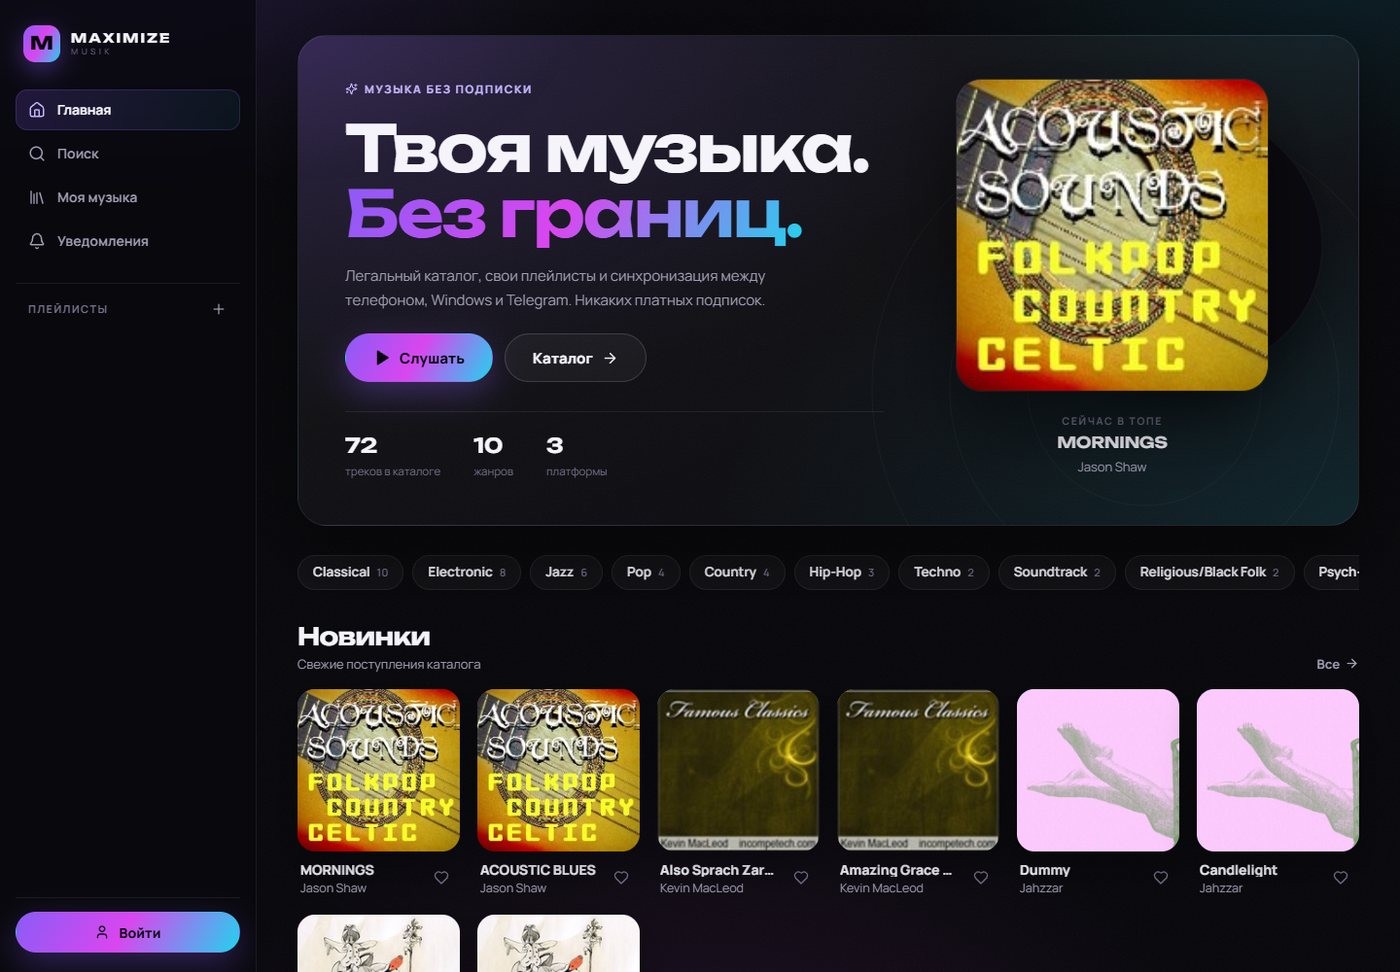 M
MAXIMIZE
MUSIK
Главная
Поиск
Моя музыка
Уведомления
ПЛЕЙЛИСТЫ
Войти
МУЗЫКА БЕЗ ПОДПИСКИ
Твоя музыка.
Без границ.
Легальный каталог, свои плейлисты и синхронизация между
телефоном, Windows и Telegram. Никаких платных подписок.
Слушать
Каталог
72
треков в каталоге
10
жанров
3
платформы
ACOUSTIC
SOUNDS
FOLKPOP
COUNTRY
CELTIC
СЕЙЧАС В ТОПЕ
MORNINGS
Jason Shaw
Classical 10
Electronic 8
Jazz 6
Pop 4
Country 4
Hip-Hop 3
Techno 2
Soundtrack 2
Religious/Black Folk 2
Psych-
Новинки
Свежие поступления каталога
Все
ACOUSTIC
SOUNDS
FOLKPOP
COUNTRY
CELTIC
MORNINGS
Jason Shaw
ACOUSTIC
SOUNDS
FOLKPOP
COUNTRY
CELTIC
ACOUSTIC BLUES
Jason Shaw
Famous Classics
Kevin MacLeod incompetech.com
Also Sprach Zar...
Kevin MacLeod
Famous Classics
Kevin MacLeod incompetech.com
Amazing Grace ...
Kevin MacLeod
Dummy
Jahzzar
Candlelight
Jahzzar